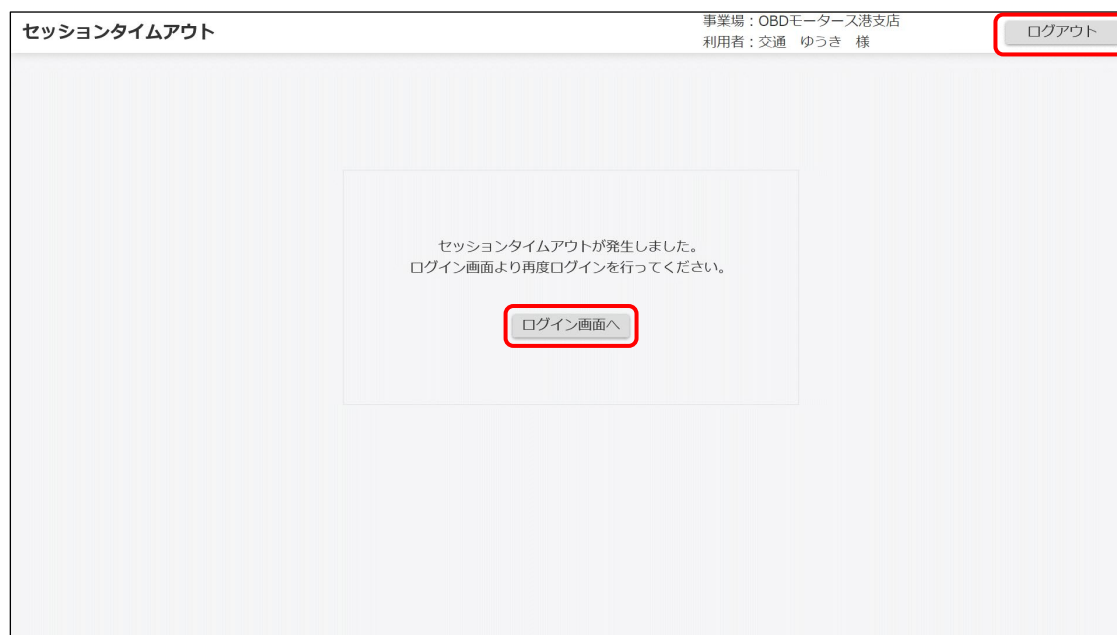 セッションタイムアウト
事業場：OBDモータース港支店
利用者：交通　ゆうき　様
ログアウト
セッションタイムアウトが発生しました。
ログイン画面より再度ログインを行ってください。
ログイン画面へ